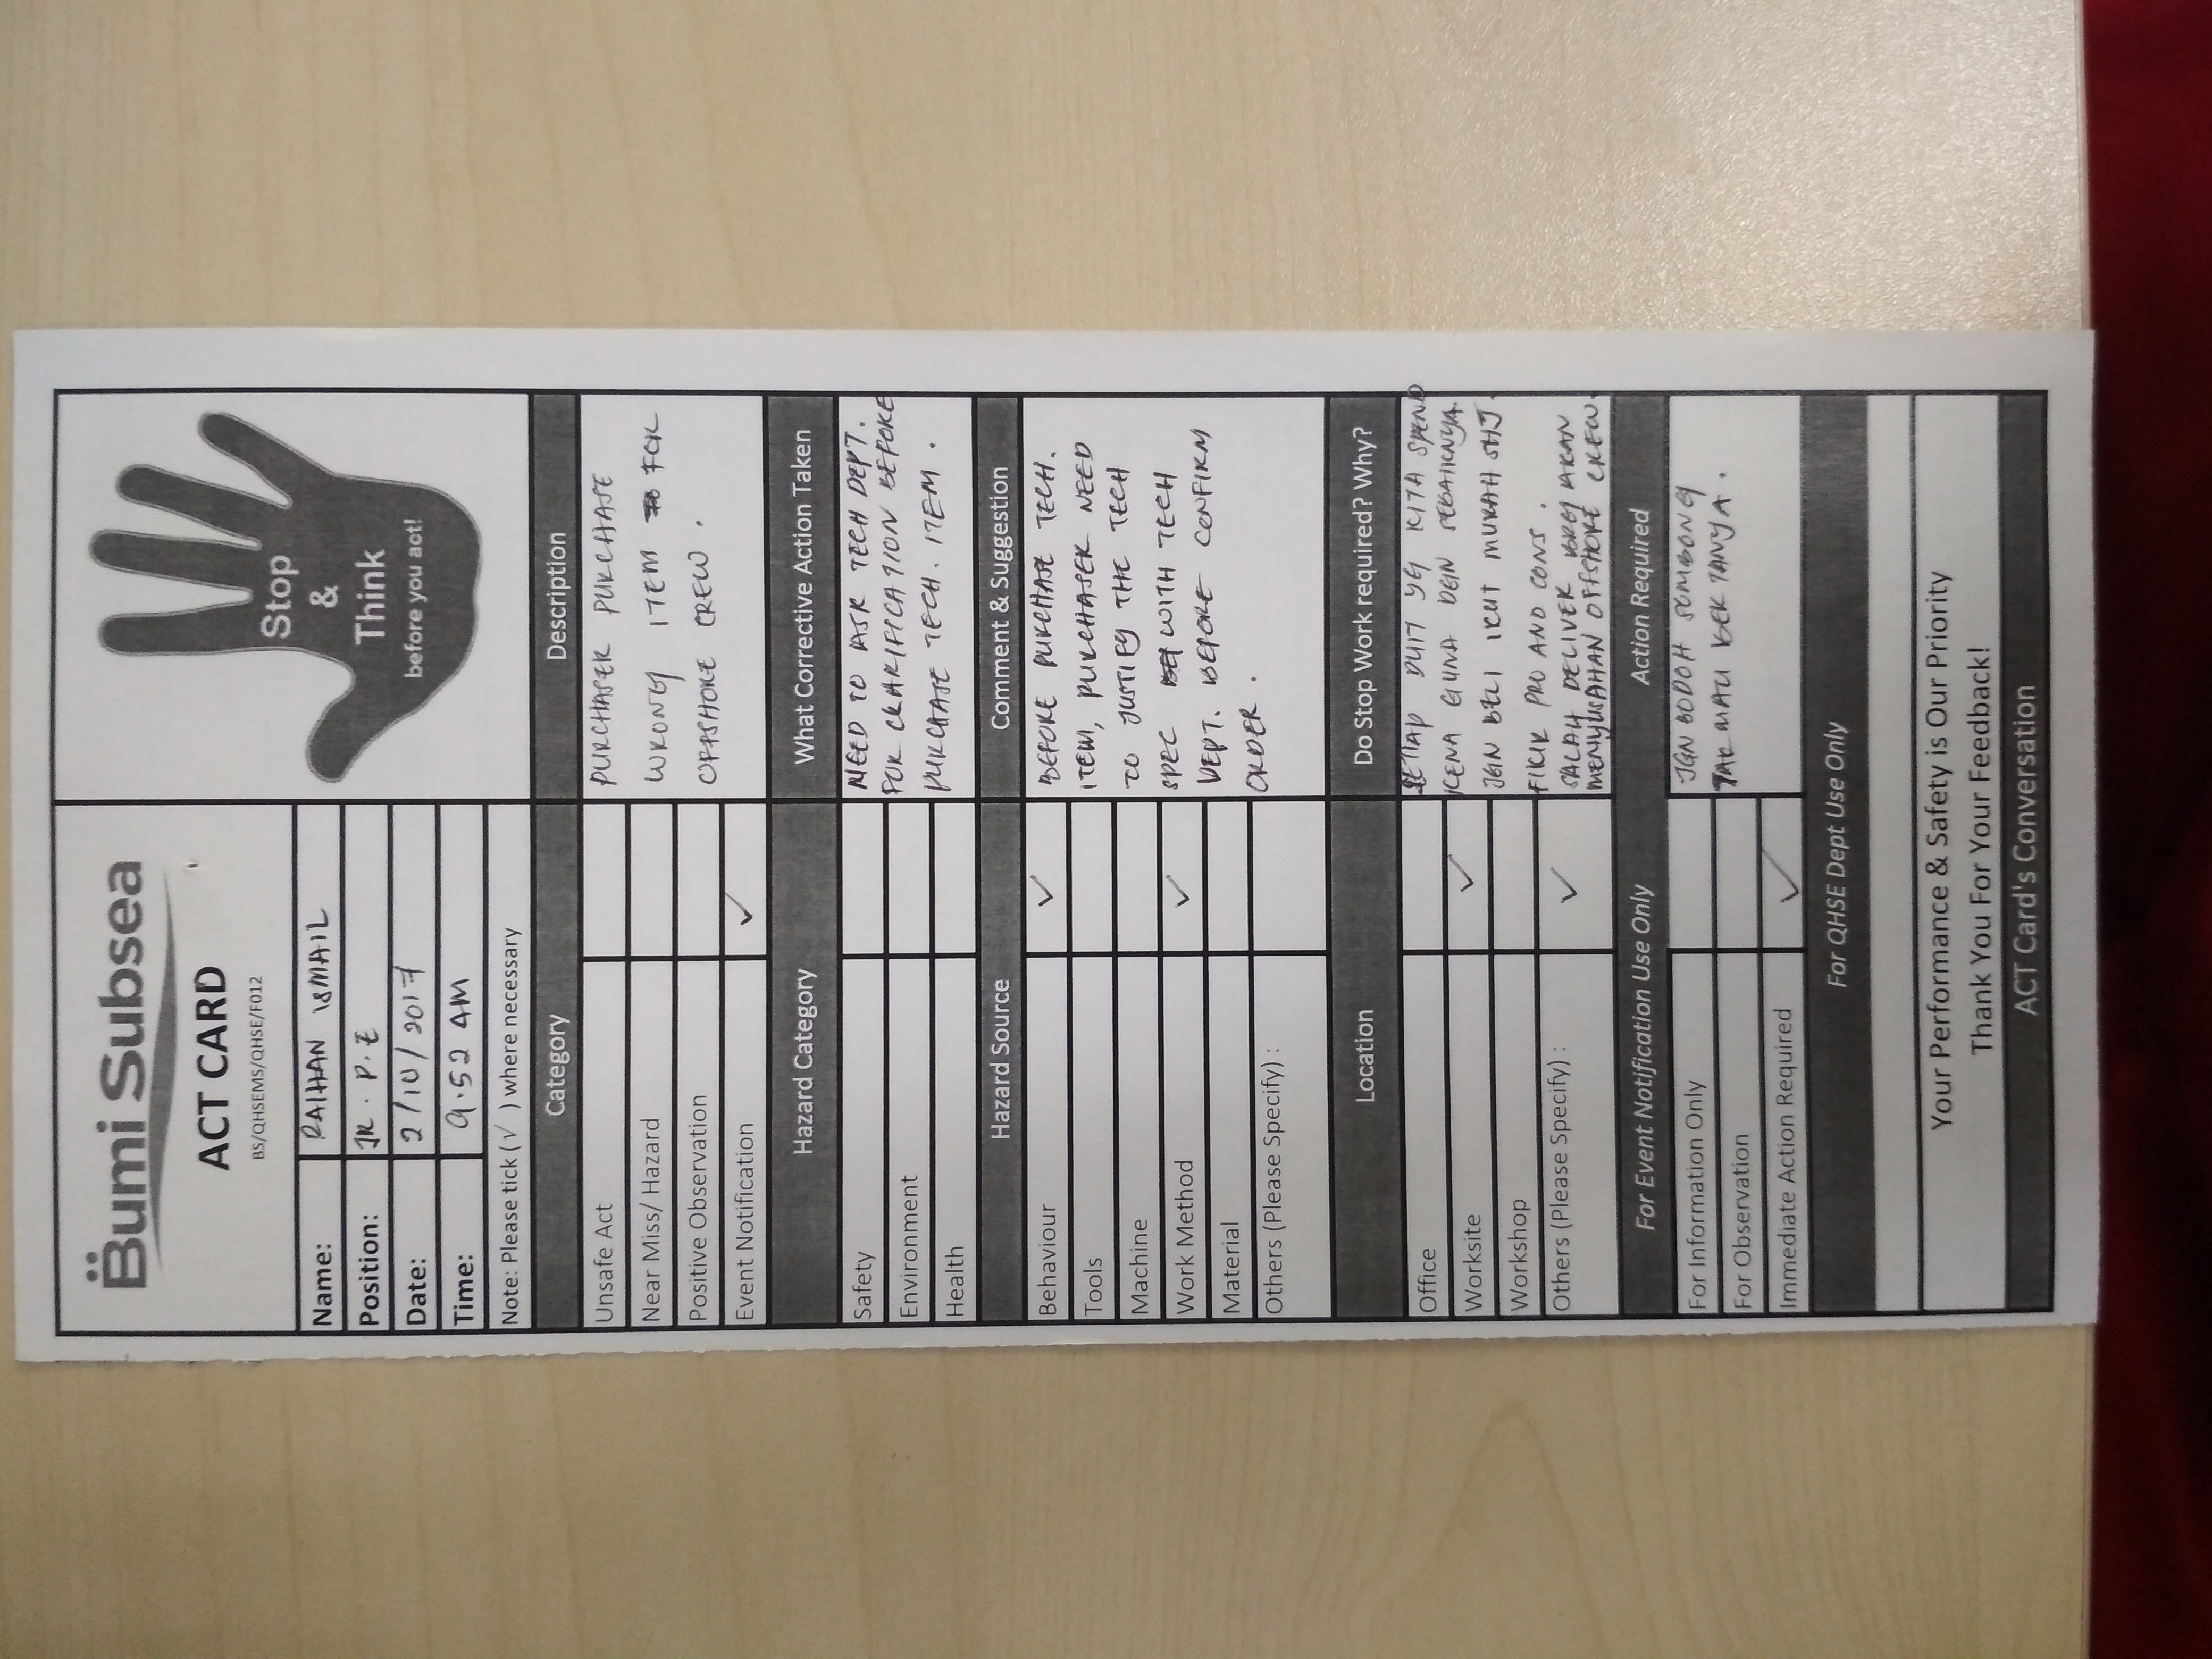 Bumi Subsea
ACT CARD
BS/QHSEMS/QHSE/F012
Stop
&
Think
before you act!
Name: RAIHAN ISMAIL
Position: JR. P.E
Date: 2/10/2017
Time: 9.52 AM
Note: Please tick (√ ) where necessary
Category
Description
Unsafe Act
Near Miss/ Hazard
Positive Observation
Event Notification ✓
PURCHASER PURCHASE
WRONG ITEM FOR
OFFSHORE CREW.
Hazard Category
What Corrective Action Taken
Safety
Environment
Health
NEED TO ASK TECH DEPT.
FOR CLARIFICATION BEFORE
PURCHASE TECH. ITEM.
Hazard Source
Comment & Suggestion
Behaviour ✓
Tools
Machine
Work Method ✓
Material
Others (Please Specify) :
BEFORE PURCHASE TECH.
ITEM, PURCHASER NEED
TO JUSTIFY THE TECH
SPEC WITH TECH
DEPT. BEFORE CONFIRM
ORDER.
Location
Do Stop Work required? Why?
Office
Worksite ✓
Workshop
Others (Please Specify) : ✓
SETIAP DUIT YG KITA SPEND
KENA GUNA DGN SEBAIKNYA.
JGN BELI IKUT MURAH SHJ.
FIKIR PRO AND CONS.
SALAH DELIVER BRG AKAN
MENYUSAHAN OFFSHORE CREW.
For Event Notification Use Only
Action Required
For Information Only
For Observation
Immediate Action Required ✓
JGN BODOH SOMBONG
TAK MAU BER TANYA.
For QHSE Dept Use Only
Your Performance & Safety is Our Priority
Thank You For Your Feedback!
ACT Card's Conversation